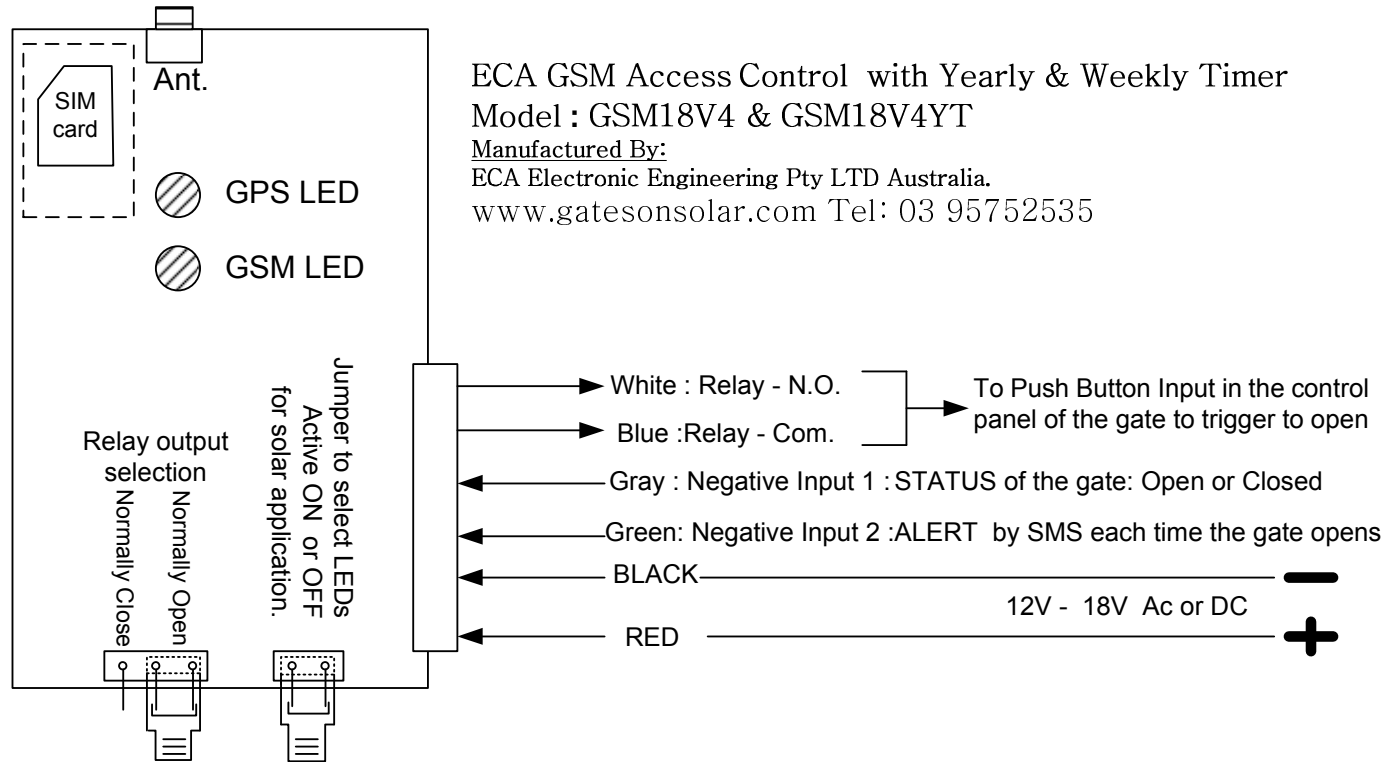 Ant.
SIM
card
GPS LED
GSM LED
ECA GSM Access Control with Yearly & Weekly Timer
Model : GSM18V4 & GSM18V4YT
Manufactured By:
ECA Electronic Engineering Pty LTD Australia.
www.gatesonsolar.com Tel: 03 95752535
Relay output
selection
Normally Close
Normally Open
Jumper to select LEDs
Active ON or OFF
for solar application.
White : Relay - N.O.
Blue :Relay - Com.
To Push Button Input in the control
panel of the gate to trigger to open
Gray : Negative Input 1 : STATUS of the gate: Open or Closed
Green: Negative Input 2 :ALERT by SMS each time the gate opens
BLACK
12V - 18V Ac or DC
RED